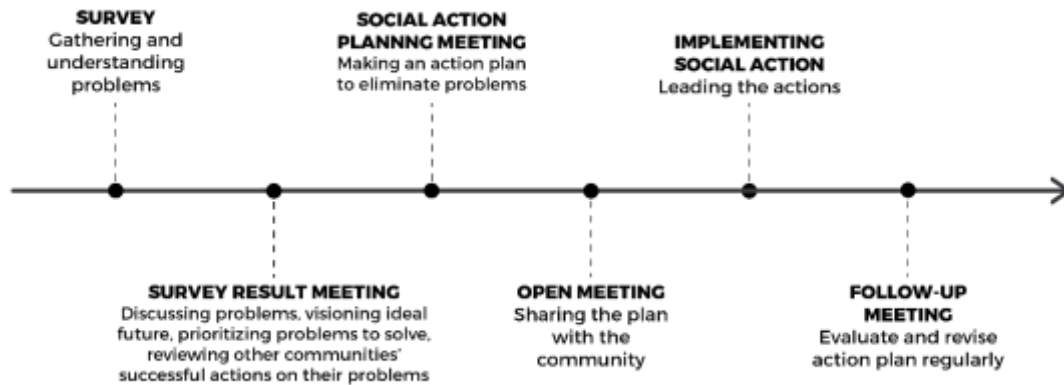 SURVEY
Gathering and
understanding
problems
SURVEY RESULT MEETING
Discussing problems, visioning ideal
future, prioritizing problems to solve,
reviewing other communities'
successful actions on their problems
SOCIAL ACTION
PLANNNG MEETING
Making an action plan
to eliminate problems
OPEN MEETING
Sharing the plan
with the
community
IMPLEMENTING
SOCIAL ACTION
Leading the actions
FOLLOW-UP
MEETING
Evaluate and revise
action plan regularly